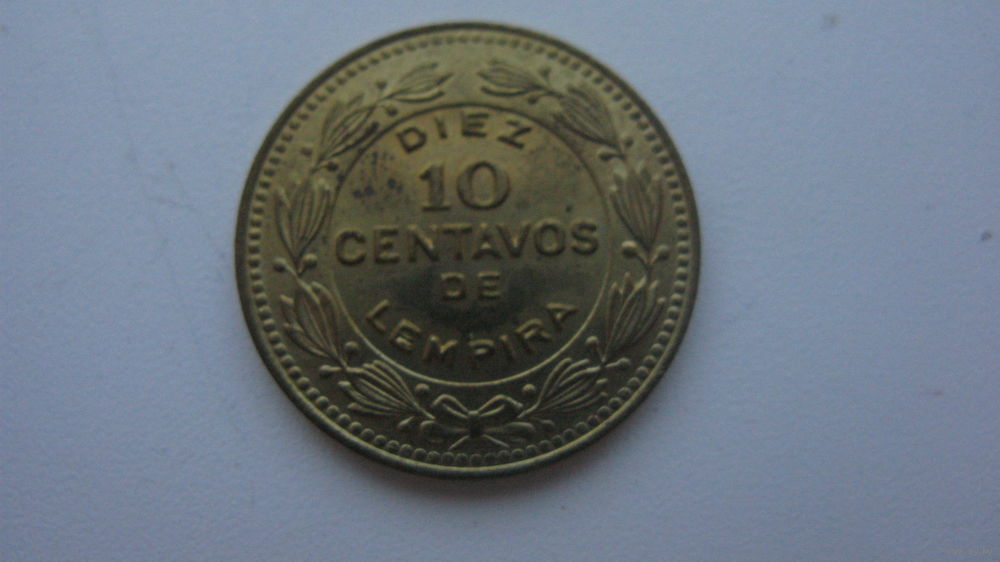 DIEZ
10
CENTAVOS
DE
LEMPIRA